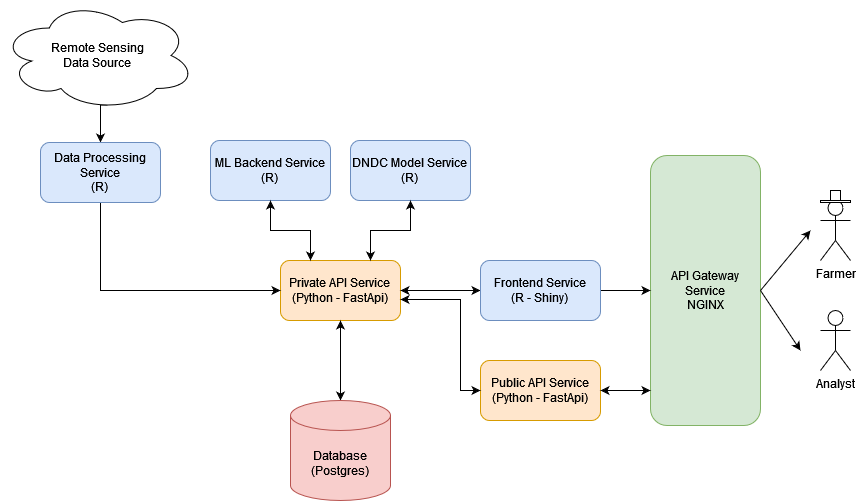 Remote Sensing
Data Source
Data Processing
Service
(R)
ML Backend Service
(R)
DNDC Model Service
(R)
Private API Service
(Python - FastApi)
Frontend Service
(R - Shiny)
API Gateway
Service
NGINX
Farmer
Public API Service
(Python - FastApi)
Analyst
Database
(Postgres)